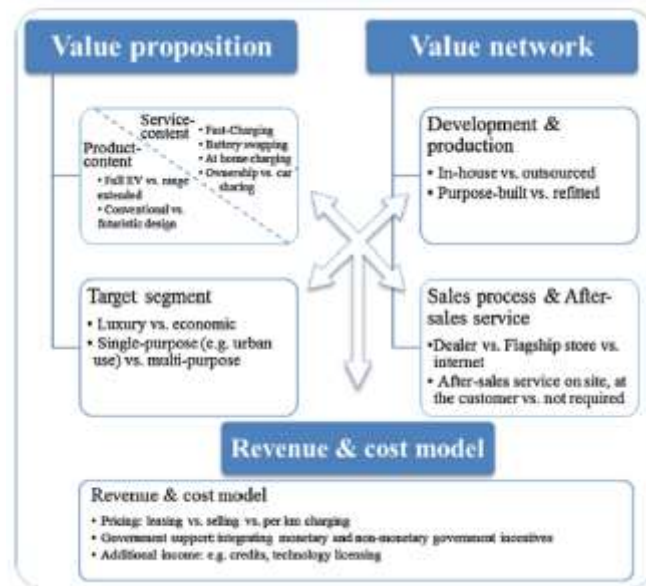 Value proposition
Service-
content
• Fast-Charging
• Battery swapping
• At home charging
• Ownership vs. car
sharing
Product-
content
• Full EV vs. range
extended
• Conventional vs.
futuristic design
Target segment
• Luxury vs. economic
• Single-purpose (e.g. urban
use) vs. multi-purpose
Value network
Development &
production
• In-house vs. outsourced
• Purpose-built vs. refitted
Sales process & After-
sales service
•Dealer vs. Flagship store vs.
internet
• After-sales service on site, at
the customer vs. not required
Revenue & cost model
Revenue & cost model
• Pricing: leasing vs. selling vs. per km charging
• Government support: integrating monetary and non-monetary government incentives
• Additional income: e.g. credits, technology licensing